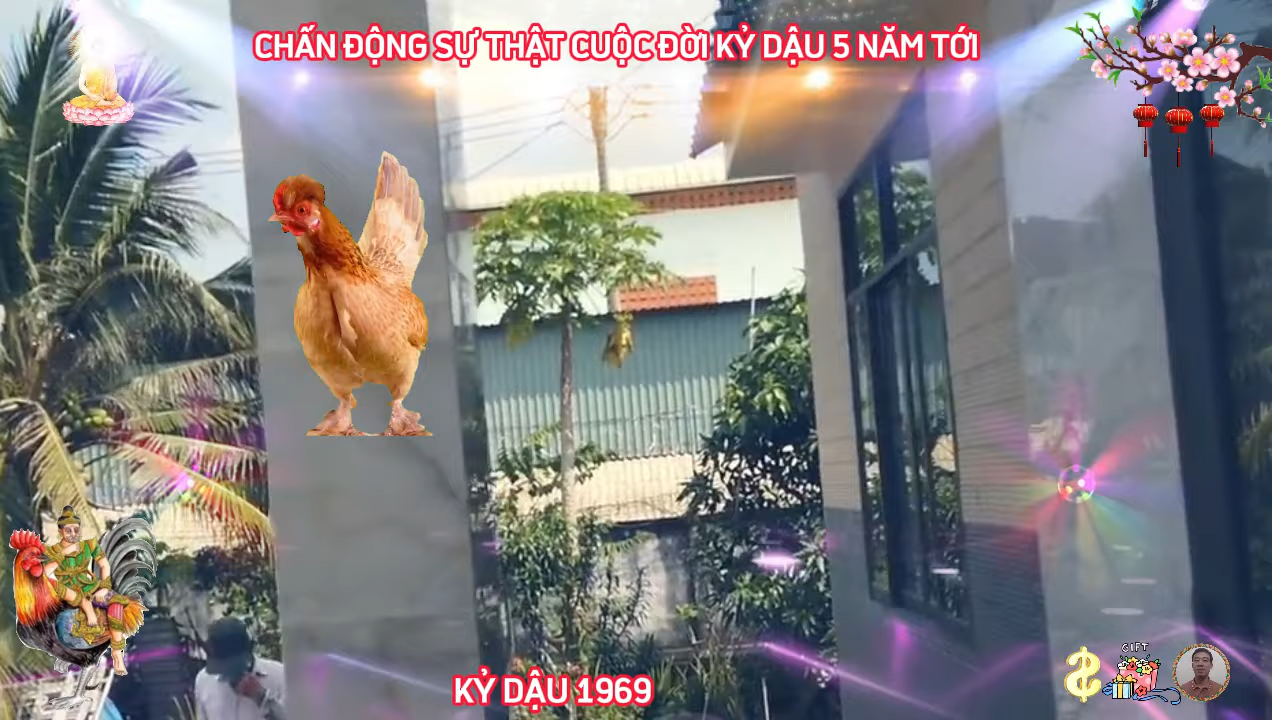 CHẤN ĐỘNG SỰ THẬT CUỘC ĐỜI KỶ DẬU 5 NĂM TỚI
GIFT
KỶ DẬU 1969